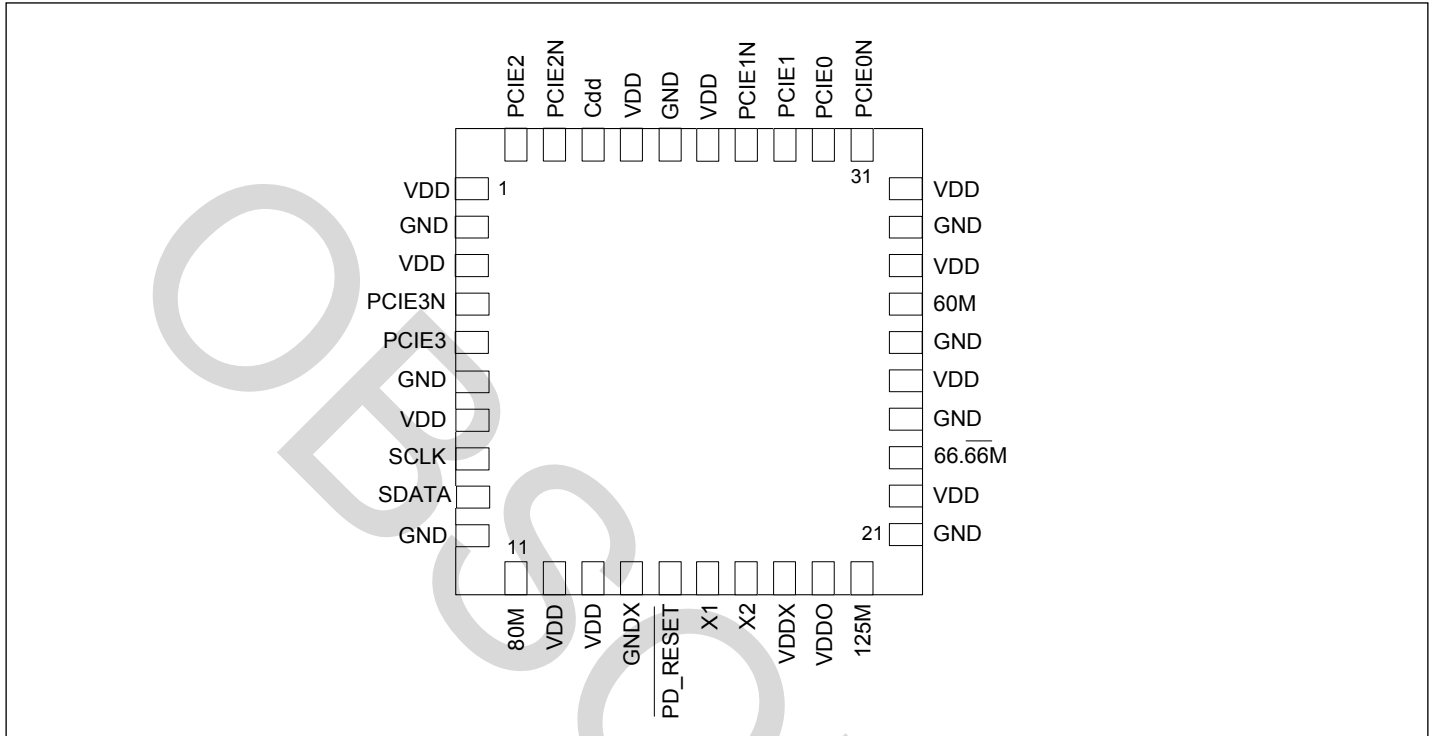 PCIE2
PCIE2N
Cdd
VDD
GND
VDD
PCIE1N
PCIE1
PCIE0
PCIE0N
31
VDD
1
VDD
GND
GND
VDD
VDD
PCIE3N
60M
PCIE3
GND
GND
VDD
VDD
GND
SCLK
66.66M
SDATA
VDD
GND
11
21
GND
80M
VDD
VDD
GNDX
PD_RESET
X1
X2
VDDX
VDDO
125M
OBSO